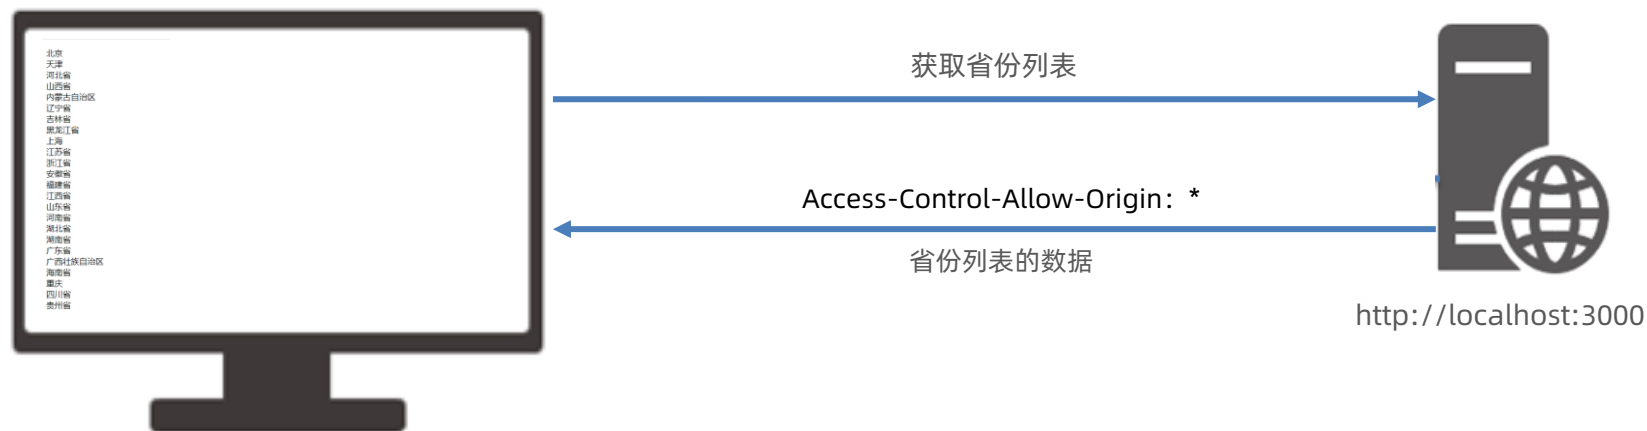 北京
天津
河北省
山西省
内蒙古自治区
辽宁省
吉林省
黑龙江省
上海
江苏省
浙江省
安徽省
福建省
江西省
山东省
河南省
湖北省
湖南省
广东省
广西壮族自治区
海南省
重庆
四川省
贵州省
获取省份列表
Access-Control-Allow-Origin：*
省份列表的数据
http://localhost:3000